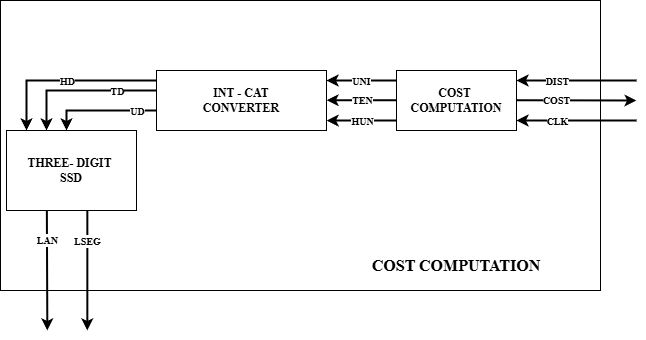 HD
TD
UD
INT - CAT
CONVERTER
UNI
TEN
HUN
COST
COMPUTATION
DIST
COST
CLK
THREE- DIGIT
SSD
LAN
LSEG
COST COMPUTATION